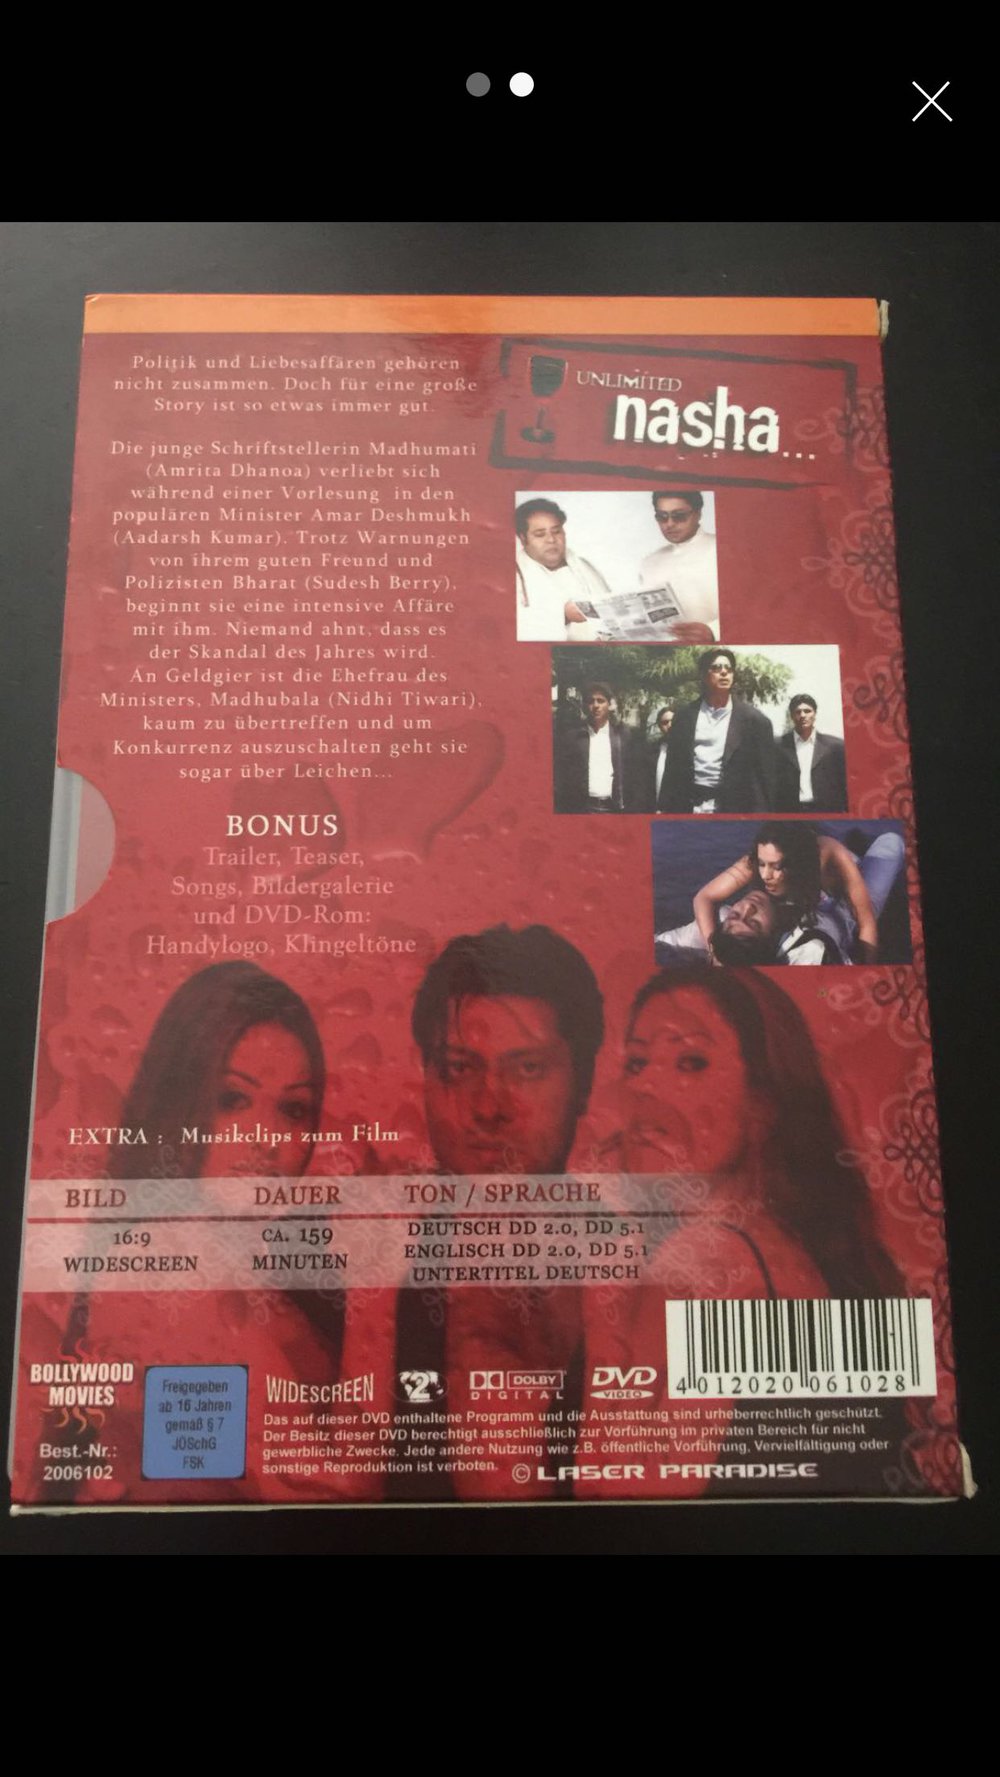 Politik und Liebesaffären gehören
nicht zusammen. Doch für eine große
Story ist so etwas immer gut.
Die junge Schriftstellerin Madhumati
(Amrita Dhanoa) verliebt sich
während einer Vorlesung in den
populären Minister Amar Deshmukh
(Aadarsh Kumar). Trotz Warnungen
von ihrem guten Freund und
Polizisten Bharat (Sudesh Berry),
beginnt sie eine intensive Affäre
mit ihm. Niemand ahnt, dass es
der Skandal des Jahres wird.
An Geldgier ist die Ehefrau des
Ministers, Madhubala (Nidhi Tiwari),
kaum zu übertreffen und um
Konkurrenz auszuschalten geht sie
sogar über Leichen...
UNLIMITED
nasha...
BONUS
Trailer, Teaser,
Songs, Bildergalerie
und DVD-Rom:
Handylogo, Klingeltöne
EXTRA : Musikclips zum Film
BILD DAUER TON / SPRACHE
16:9 CA. 159 DEUTSCH DD 2.0, DD 5.1
WIDESCREEN MINUTEN ENGLISCH DD 2.0, DD 5.1
UNTERTITEL DEUTSCH
BOLLYWOOD
MOVIES
Best.-Nr.:
2006102
Freigegeben
ab 16 Jahren
gemäß § 7
JÖSchG
FSK
WIDESCREEN
2
DOLBY
DIGITAL
DVD
VIDEO
4 012020 061028
Das auf dieser DVD enthaltene Programm und die Ausstattung sind urheberrechtlich geschützt.
Der Besitz dieser DVD berechtigt ausschließlich zur Vorführung im privaten Bereich für nicht
gewerbliche Zwecke. Jede andere Nutzung wie z.B. öffentliche Vorführung, Vervielfältigung oder
sonstige Reproduktion ist verboten.
© LASER PARADISE